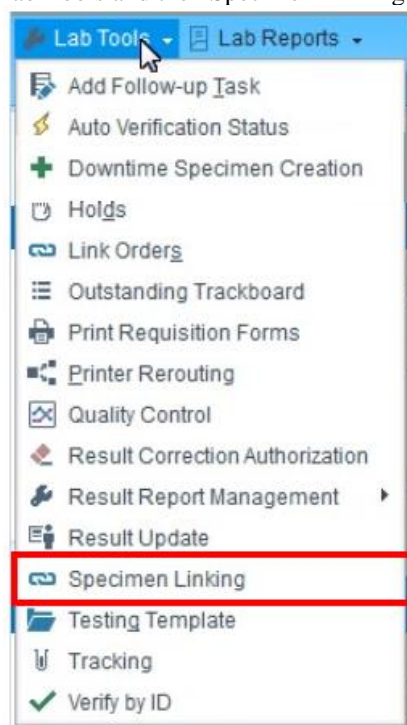 Lab Tools Lab Reports
Add Follow-up Task
Auto Verification Status
Downtime Specimen Creation
Holds
Link Orders
Outstanding Trackboard
Print Requisition Forms
Printer Rerouting
Quality Control
Result Correction Authorization
Result Report Management
Result Update
Specimen Linking
Testing Template
Tracking
Verify by ID